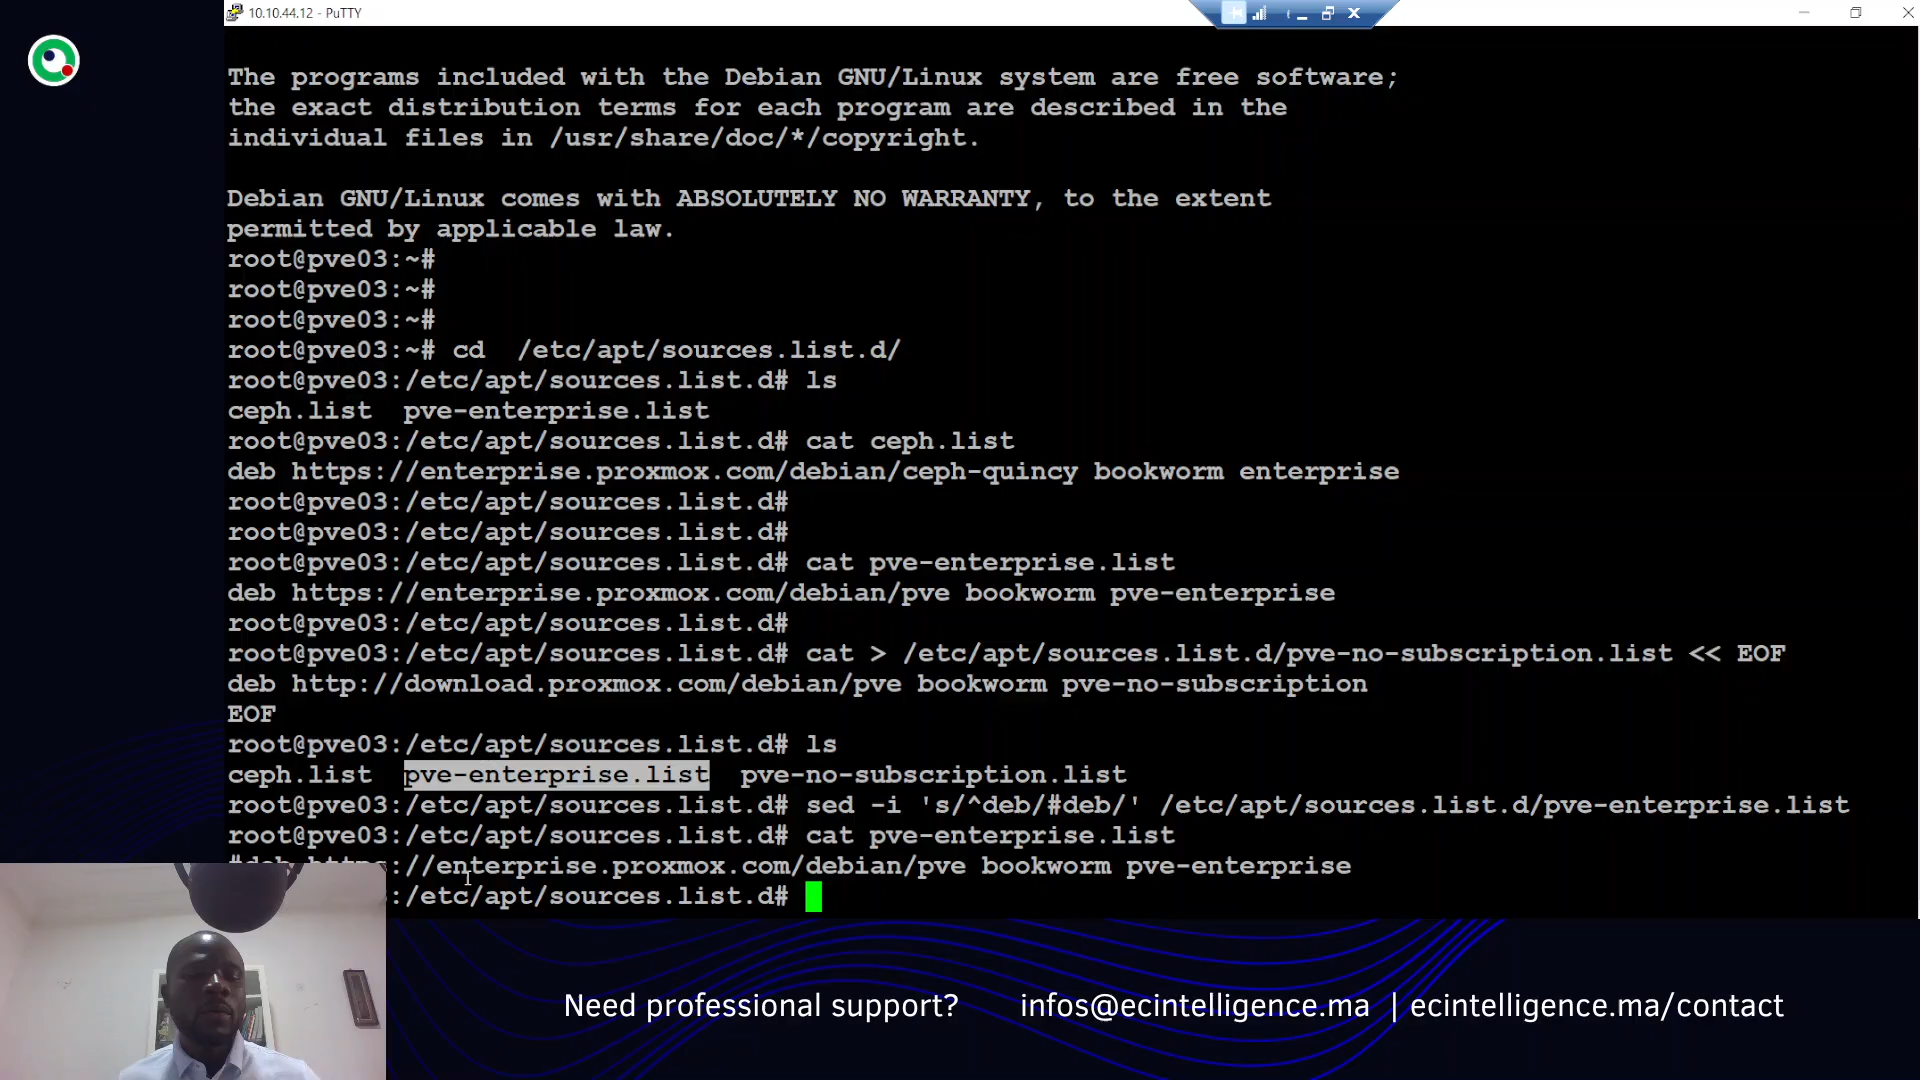 10.10.44.12 - PuTTY
The programs included with the Debian GNU/Linux system are free software;
the exact distribution terms for each program are described in the
individual files in /usr/share/doc/*/copyright.
Debian GNU/Linux comes with ABSOLUTELY NO WARRANTY, to the extent
permitted by applicable law.
root@pve03:~#
root@pve03:~#
root@pve03:~#
root@pve03:~# cd  /etc/apt/sources.list.d/
root@pve03:/etc/apt/sources.list.d# ls
ceph.list  pve-enterprise.list
root@pve03:/etc/apt/sources.list.d# cat ceph.list
deb https://enterprise.proxmox.com/debian/ceph-quincy bookworm enterprise
root@pve03:/etc/apt/sources.list.d#
root@pve03:/etc/apt/sources.list.d#
root@pve03:/etc/apt/sources.list.d# cat pve-enterprise.list
deb https://enterprise.proxmox.com/debian/pve bookworm pve-enterprise
root@pve03:/etc/apt/sources.list.d#
root@pve03:/etc/apt/sources.list.d# cat > /etc/apt/sources.list.d/pve-no-subscription.list << EOF
deb http://download.proxmox.com/debian/pve bookworm pve-no-subscription
EOF
root@pve03:/etc/apt/sources.list.d# ls
ceph.list  pve-enterprise.list  pve-no-subscription.list
root@pve03:/etc/apt/sources.list.d# sed -i 's/^deb/#deb/' /etc/apt/sources.list.d/pve-enterprise.list
root@pve03:/etc/apt/sources.list.d# cat pve-enterprise.list
#deb https://enterprise.proxmox.com/debian/pve bookworm pve-enterprise
:/etc/apt/sources.list.d#
Need professional support? infos@ecintelligence.ma | ecintelligence.ma/contact